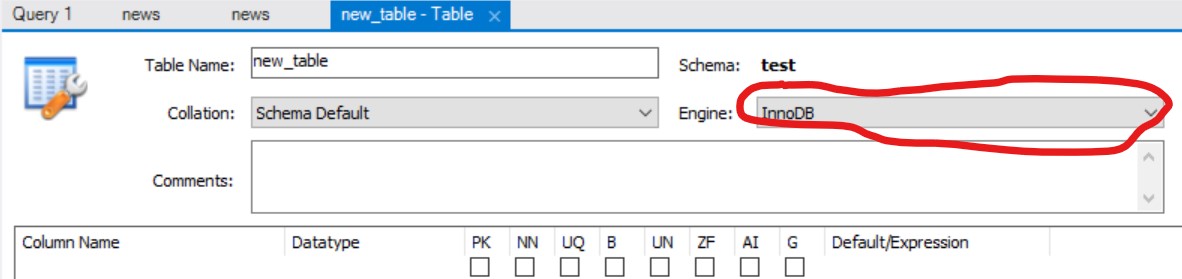 Query 1 news news new_table - Table ×
Table Name: new_table Schema: test
Collation: Schema Default Engine: InnoDB
Comments:
Column Name Datatype PK NN UQ B UN ZF AI G Default/Expression